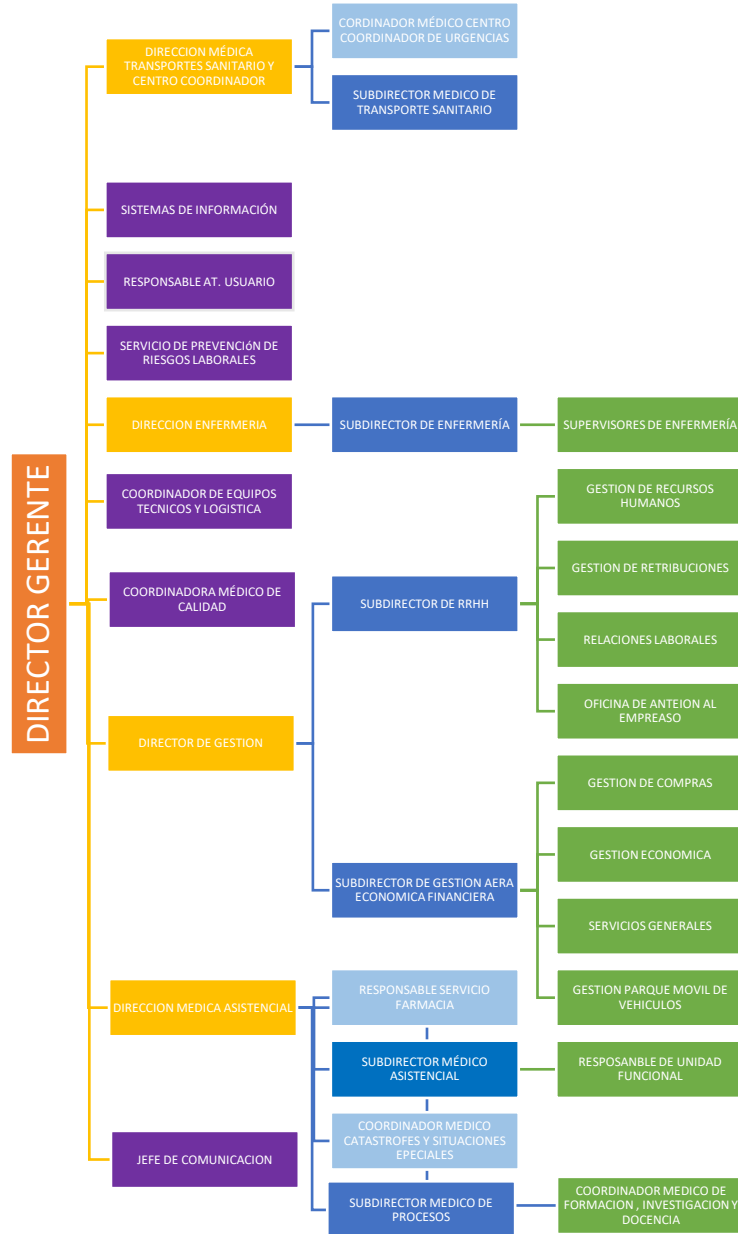 DIRECTOR GERENTE
DIRECCION MÉDICA
TRANSPORTES SANITARIO Y
CENTRO COORDINADOR
CORDINADOR MÉDICO CENTRO
COORDINADOR DE URGENCIAS
SUBDIRECTOR MEDICO DE
TRANSPORTE SANITARIO
SISTEMAS DE INFORMACIÓN
RESPONSABLE AT. USUARIO
SERVICIO DE PREVENCIóN DE
RIESGOS LABORALES
DIRECCION ENFERMERIA
SUBDIRECTOR DE ENFERMERÍA
SUPERVISORES DE ENFERMERÍA
COORDINADOR DE EQUIPOS
TECNICOS Y LOGISTICA
COORDINADORA MÉDICO DE
CALIDAD
DIRECTOR DE GESTION
SUBDIRECTOR DE RRHH
GESTION DE RECURSOS
HUMANOS
GESTION DE RETRIBUCIONES
RELACIONES LABORALES
OFICINA DE ANTEION AL
EMPREASO
SUBDIRECTOR DE GESTION AERA
ECONOMICA FINANCIERA
GESTION DE COMPRAS
GESTION ECONOMICA
SERVICIOS GENERALES
GESTION PARQUE MOVIL DE
VEHICULOS
DIRECCION MEDICA ASISTENCIAL
RESPONSABLE SERVICIO
FARMACIA
SUBDIRECTOR MÉDICO
ASISTENCIAL
RESPOSANBLE DE UNIDAD
FUNCIONAL
COORDINADOR MEDICO
CATASTROFES Y SITUACIONES
EPECIALES
SUBDIRECTOR MEDICO DE
PROCESOS
COORDINADOR MEDICO DE
FORMACION , INVESTIGACION Y
DOCENCIA
JEFE DE COMUNICACION